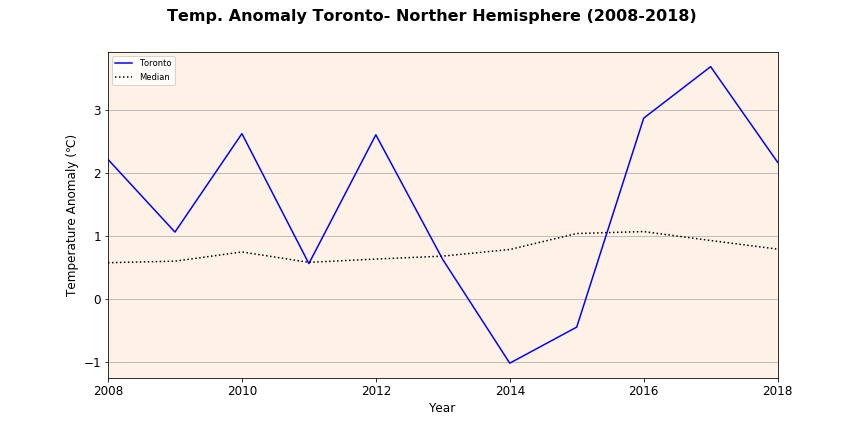 Temp. Anomaly Toronto- Norther Hemisphere (2008-2018)
Toronto
Median
Temperature Anomaly (℃)
3
2
1
0
−1
2008 2010 2012 2014 2016 2018
Year